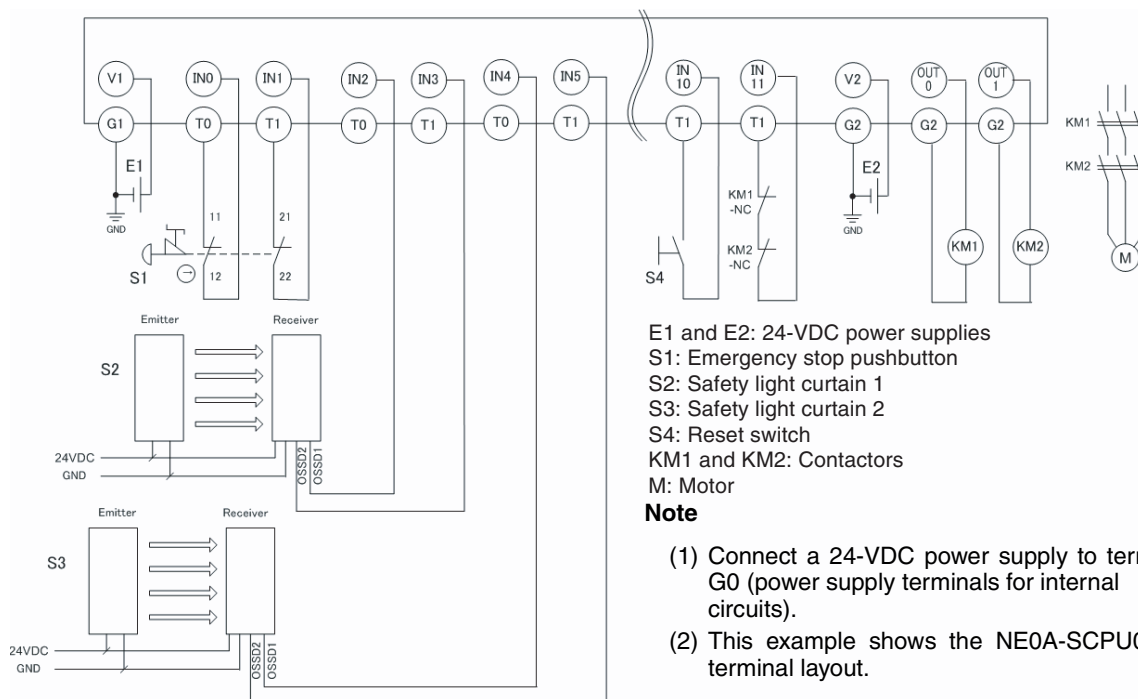 V1 IN0 IN1 IN2 IN3 IN4 IN5 IN 10 IN 11 V2 OUT 0 OUT 1
G1 T0 T1 T0 T1 T0 T1 T1 T1 G2 G2 G2
KM1
KM2
M
E1
GND
11
21
12
22
S1
S4
KM1 -NC
KM2 -NC
E2
GND
KM1
KM2
Emitter Receiver
S2
24VDC
GND
OSSD2
OSSD1
Emitter Receiver
S3
24VDC
GND
OSSD2
OSSD1
E1 and E2: 24-VDC power supplies
S1: Emergency stop pushbutton
S2: Safety light curtain 1
S3: Safety light curtain 2
S4: Reset switch
KM1 and KM2: Contactors
M: Motor
Note
(1) Connect a 24-VDC power supply to
G0 (power supply terminals for internal
circuits).
(2) This example shows the
terminal layout.